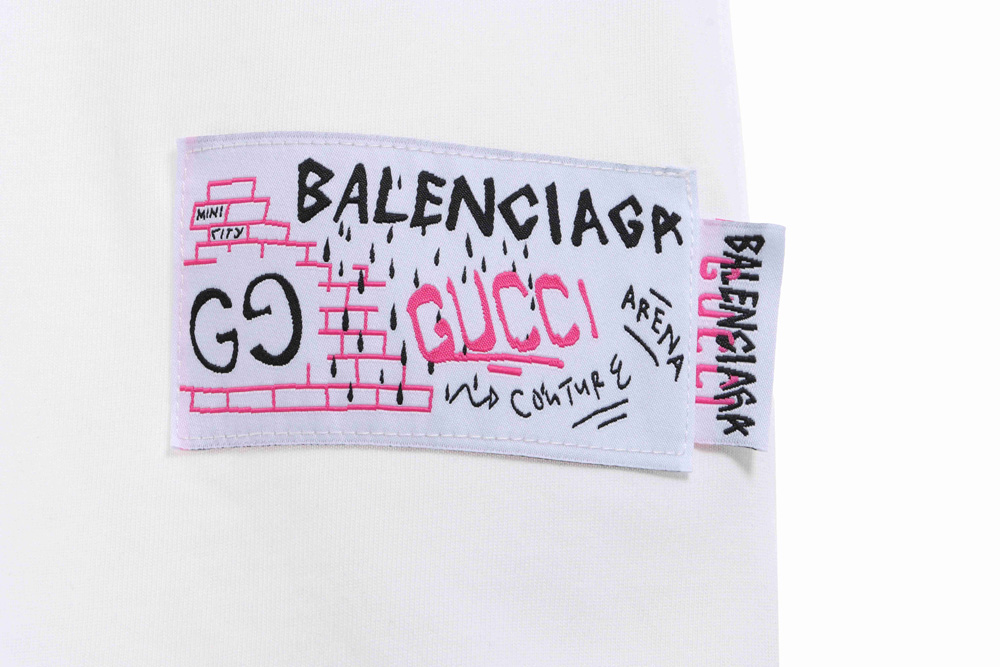 BALENCIAGA
MINI
CITY
GG
GUCCI
ARENA
COUTURE
BALENCIAGA
GUCCI